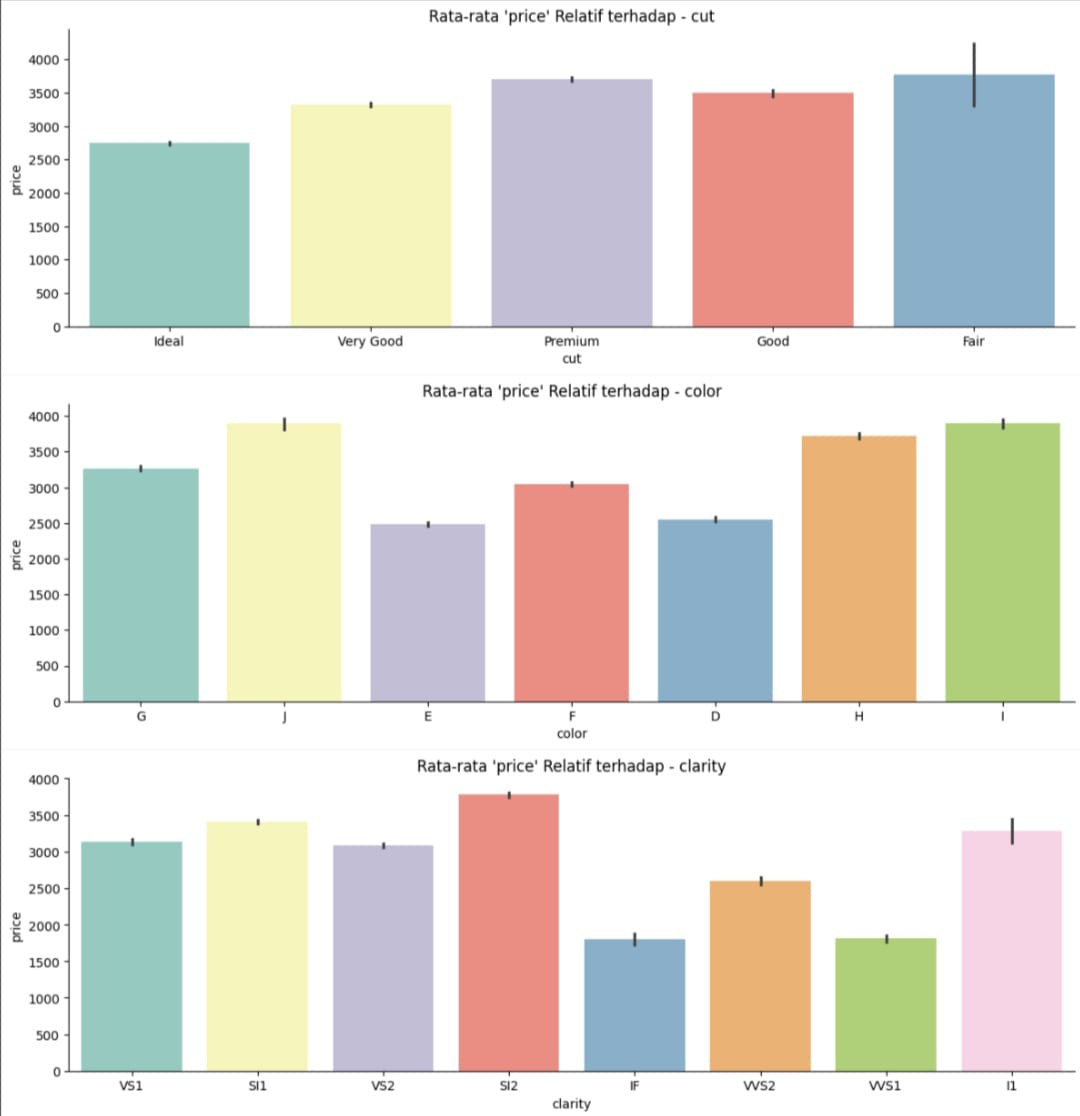 Rata-rata 'price' Relatif terhadap - cut
4000
3500
3000
2500
2000
1500
1000
500
0
price
Ideal Very Good Premium Good Fair
cut
Rata-rata 'price' Relatif terhadap - color
4000
3500
3000
2500
2000
1500
1000
500
0
price
G J E F D H I
color
Rata-rata 'price' Relatif terhadap - clarity
4000
3500
3000
2500
2000
1500
1000
500
0
price
VS1 SI1 VS2 SI2 IF VVS2 VVS1 I1
clarity